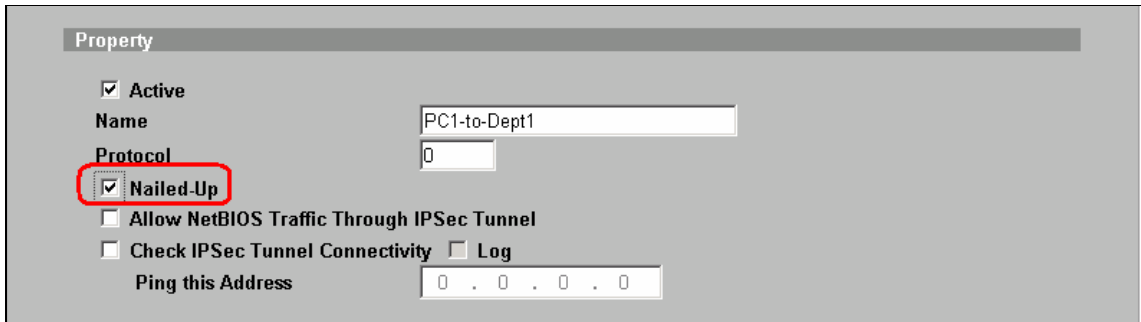 Property
Active
Name PC1-to-Dept1
Protocol 0
Nailed-Up
Allow NetBIOS Traffic Through IPSec Tunnel
Check IPSec Tunnel Connectivity Log
Ping this Address 0 . 0 . 0 . 0